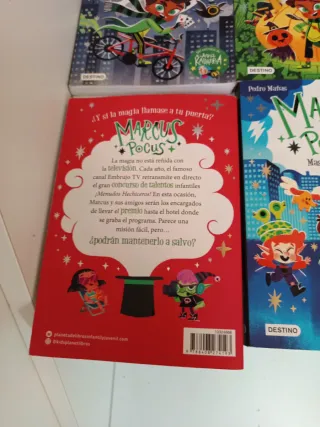 DESTINO
DESTINO
Pedro Mañas
¿Y si la magia llamase a tu puerta?
MARCUS
POCUS
La magia no está reñida con
la televisión. Cada año, el famoso
canal Embrujo TV retransmite en directo
el gran concurso de talentos infantiles
¡Menudos Hechiceros! En esta ocasión,
Marcus y sus amigos serán los encargados
de llevar el premio hasta el hotel donde
se graba el programa. Parece una
misión fácil, pero…
¿podrán mantenerlo a salvo?
DESTINO